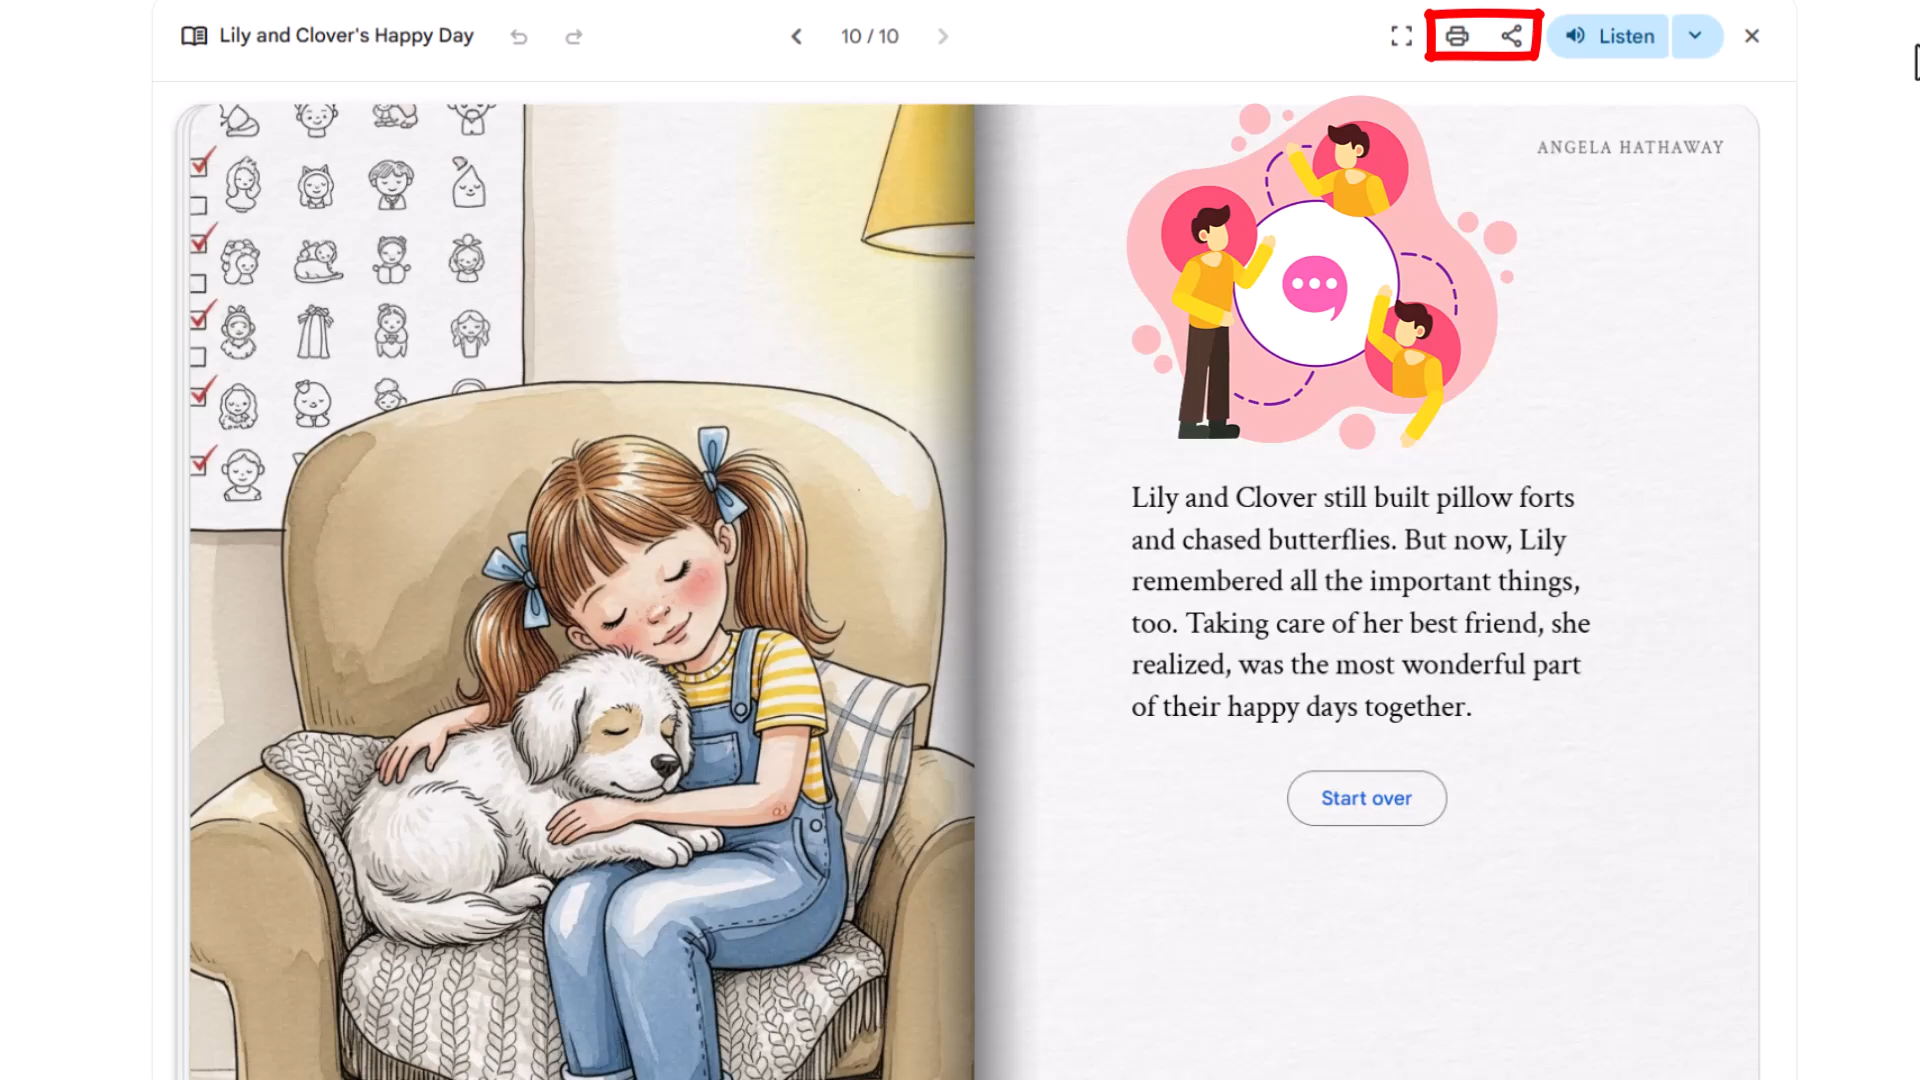 Lily and Clover's Happy Day
10 / 10
Listen
ANGELA HATHAWAY
Lily and Clover still built pillow forts
and chased butterflies. But now, Lily
remembered all the important things,
too. Taking care of her best friend, she
realized, was the most wonderful part
of their happy days together.
Start over